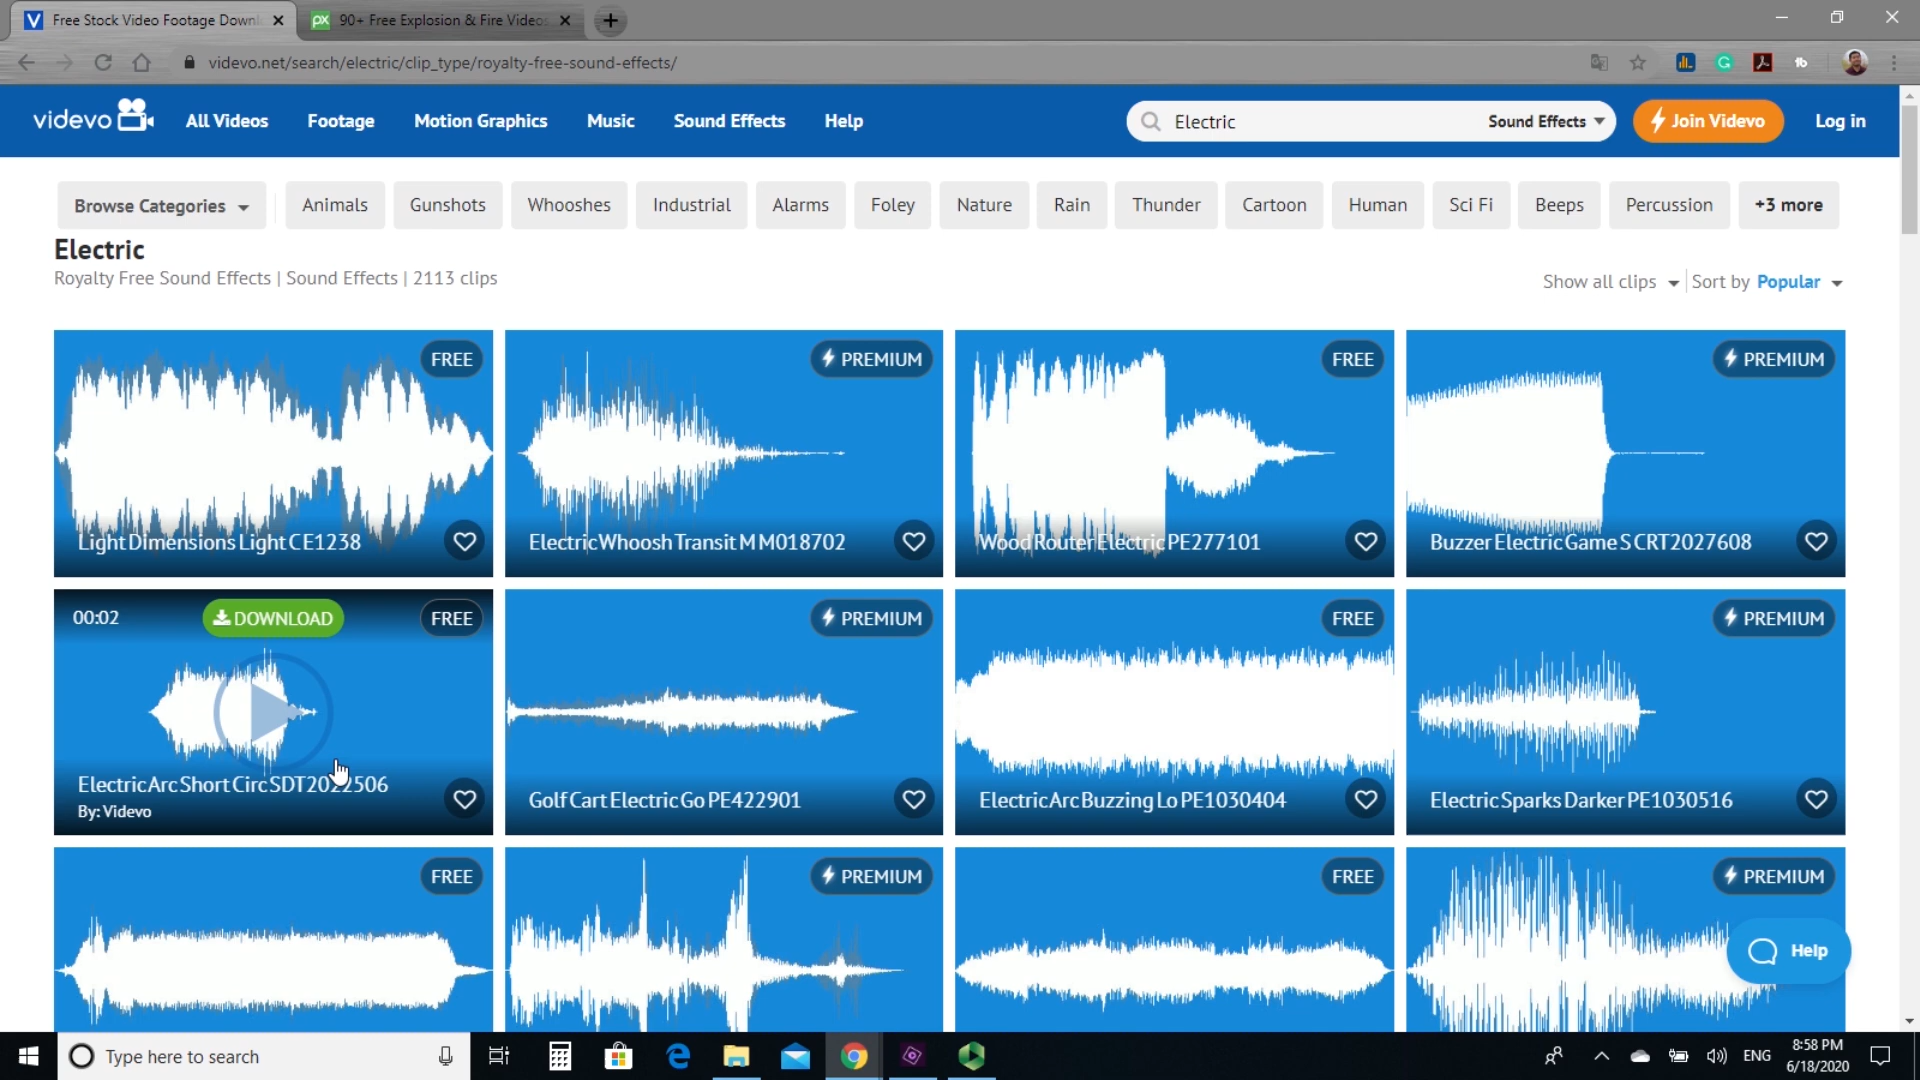 Free Stock Video Footage Downl
90+ Free Explosion & Fire Videos
videvo.net/search/electric/clip_type/royalty-free-sound-effects/
videvo
All Videos
Footage
Motion Graphics
Music
Sound Effects
Help
Electric
Sound Effects
Join Videvo
Log in
Browse Categories
Animals
Gunshots
Whooshes
Industrial
Alarms
Foley
Nature
Rain
Thunder
Cartoon
Human
Sci Fi
Beeps
Percussion
+3 more
Electric
Royalty Free Sound Effects | Sound Effects | 2113 clips
Show all clips
Sort by Popular
FREE
Light Dimensions Light CE1238
PREMIUM
Electric Whoosh Transit M M018702
FREE
Wood Router Electric PE277101
PREMIUM
Buzzer Electric Game S CRT2027608
00:02
DOWNLOAD
FREE
Electric Arc Short Circ SDT2022506
By: Videvo
PREMIUM
Golf Cart Electric Go PE422901
FREE
Electric Arc Buzzing Lo PE1030404
PREMIUM
Electric Sparks Darker PE1030516
FREE
PREMIUM
FREE
PREMIUM
Help
Type here to search
ENG
8:58 PM
6/18/2020